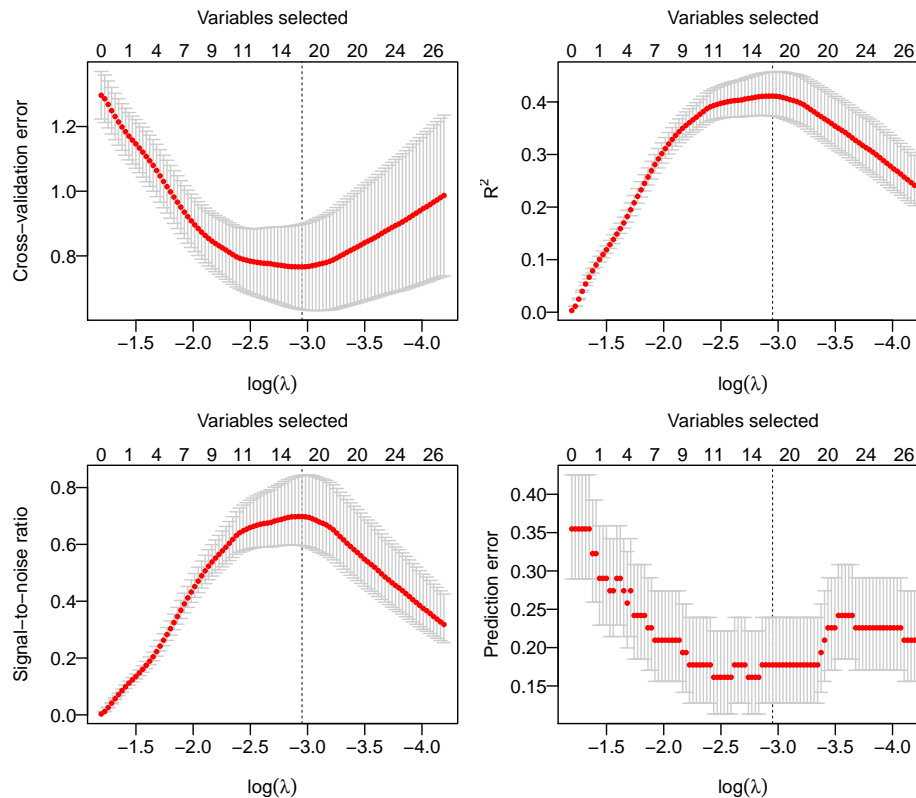 Variables selected
0 1 4 7 9 11 14 20 20 24 26
Cross−validation error
1.2
1.0
0.8
−1.5 −2.0 −2.5 −3.0 −3.5 −4.0
log(λ)
Variables selected
0 1 4 7 9 11 14 20 20 24 26
R²
0.4
0.3
0.2
0.1
0.0
−1.5 −2.0 −2.5 −3.0 −3.5 −4.0
log(λ)
Variables selected
0 1 4 7 9 11 14 20 20 24 26
Signal−to−noise ratio
0.8
0.6
0.4
0.2
0.0
−1.5 −2.0 −2.5 −3.0 −3.5 −4.0
log(λ)
Variables selected
0 1 4 7 9 11 14 20 20 24 26
Prediction error
0.40
0.35
0.30
0.25
0.20
0.15
−1.5 −2.0 −2.5 −3.0 −3.5 −4.0
log(λ)